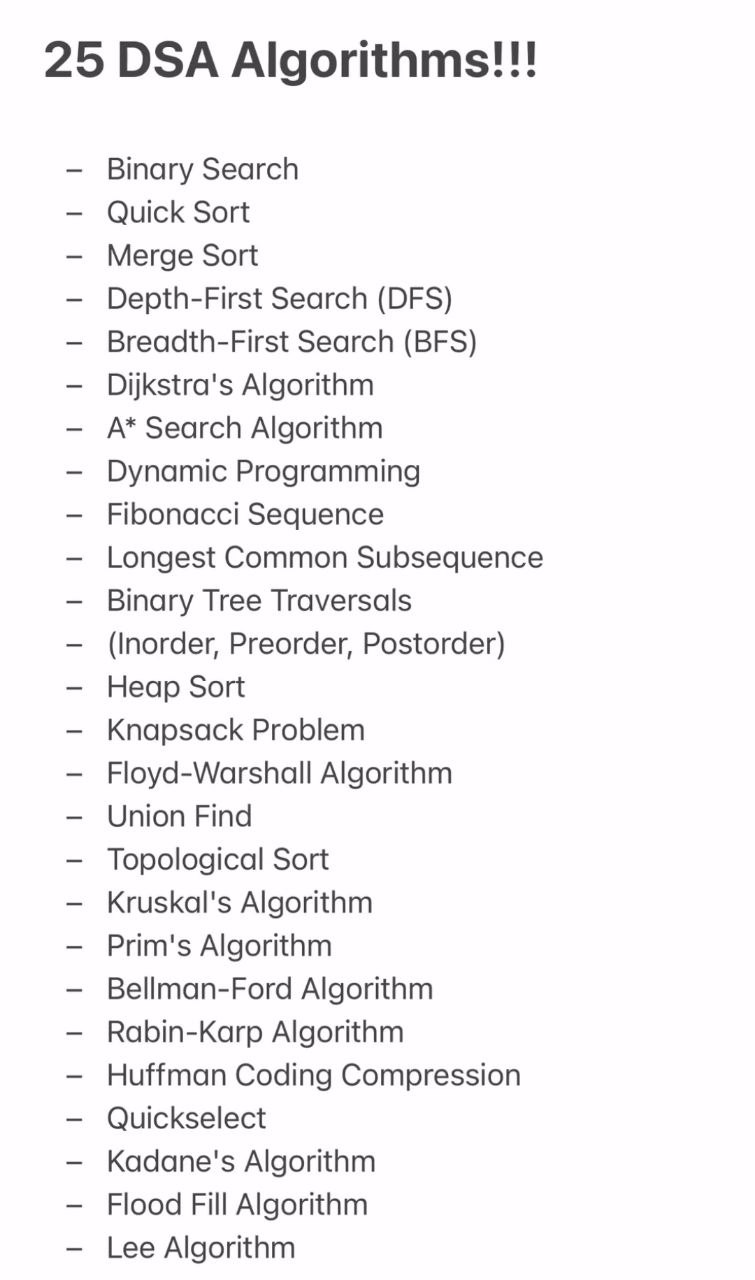 25 DSA Algorithms!!!
– Binary Search
– Quick Sort
– Merge Sort
– Depth-First Search (DFS)
– Breadth-First Search (BFS)
– Dijkstra's Algorithm
– A* Search Algorithm
– Dynamic Programming
– Fibonacci Sequence
– Longest Common Subsequence
– Binary Tree Traversals
– (Inorder, Preorder, Postorder)
– Heap Sort
– Knapsack Problem
– Floyd-Warshall Algorithm
– Union Find
– Topological Sort
– Kruskal's Algorithm
– Prim's Algorithm
– Bellman-Ford Algorithm
– Rabin-Karp Algorithm
– Huffman Coding Compression
– Quickselect
– Kadane's Algorithm
– Flood Fill Algorithm
– Lee Algorithm